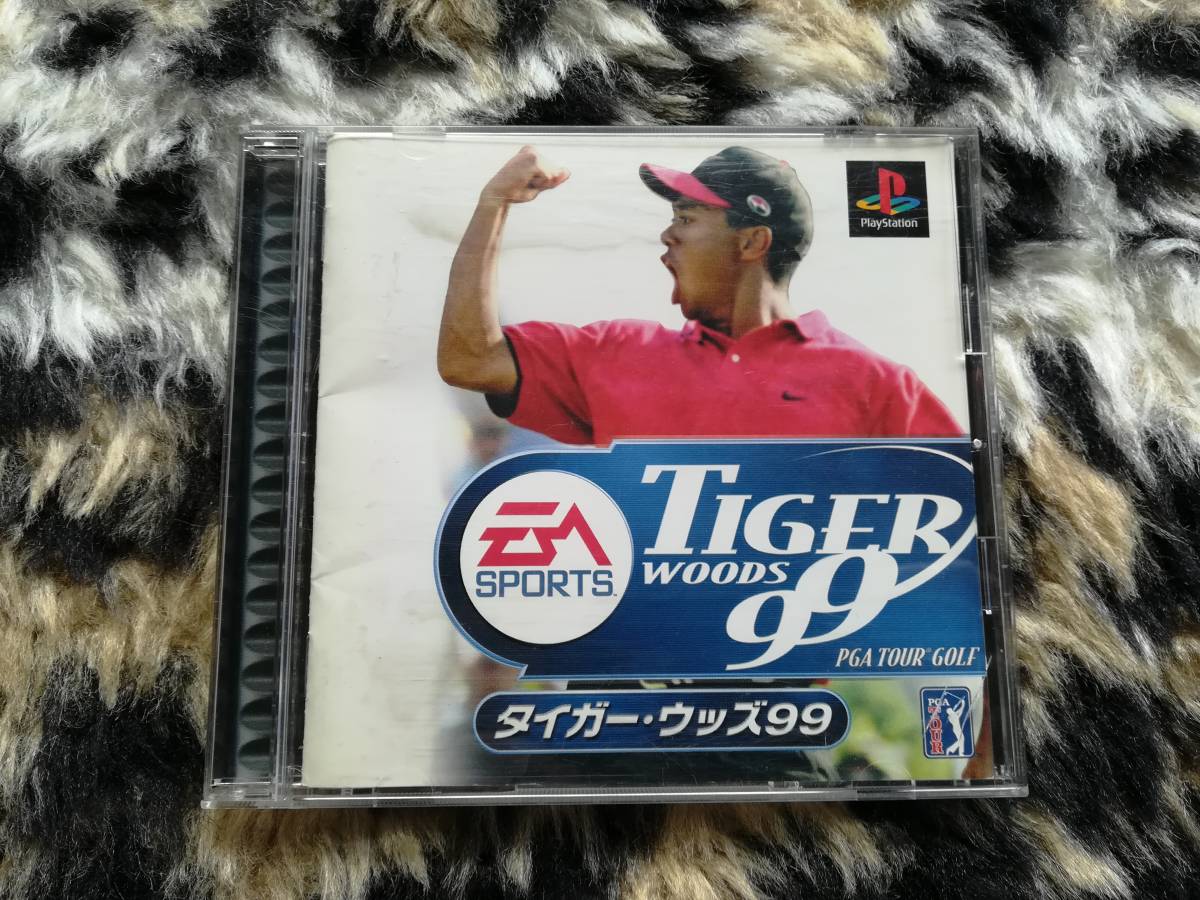 PlayStation
EA
SPORTS™
TIGER
WOODS
99
PGA TOUR® GOLF
タイガー・ウッズ99
PGA
TOUR